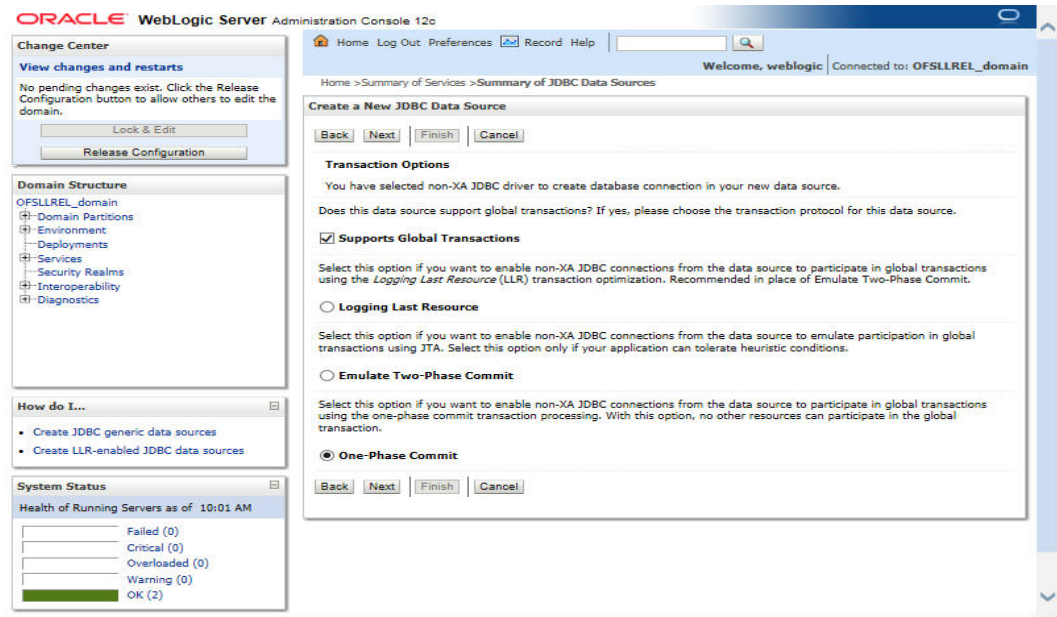 ORACLE WebLogic Server Administration Console 12c
Change Center
View changes and restarts
No pending changes exist. Click the Release
Configuration button to allow others to edit the
domain.
Lock & Edit
Release Configuration
Domain Structure
OFSLLREL_domain
Domain Partitions
Environment
Deployments
Services
Security Realms
Interoperability
Diagnostics
How do I...
Create JDBC generic data sources
Create LLR-enabled JDBC data sources
System Status
Health of Running Servers as of 10:01 AM
Failed (0)
Critical (0)
Overloaded (0)
Warning (0)
OK (2)
Home Log Out Preferences Record Help
Welcome, weblogic Connected to: OFSLLREL_domain
Home >Summary of Services >Summary of JDBC Data Sources
Create a New JDBC Data Source
Back Next Finish Cancel
Transaction Options
You have selected non-XA JDBC driver to create database connection in your new data source.
Does this data source support global transactions? If yes, please choose the transaction protocol for this data source.
Supports Global Transactions
Select this option if you want to enable non-XA JDBC connections from the data source to participate in global transactions
using the Logging Last Resource (LLR) transaction optimization. Recommended in place of Emulate Two-Phase Commit.
Logging Last Resource
Select this option if you want to enable non-XA JDBC connections from the data source to emulate participation in global
transactions using JTA. Select this option only if your application can tolerate heuristic conditions.
Emulate Two-Phase Commit
Select this option if you want to enable non-XA JDBC connections from the data source to participate in global transactions
using the one-phase commit transaction processing. With this option, no other resources can participate in the global
transaction.
One-Phase Commit
Back Next Finish Cancel